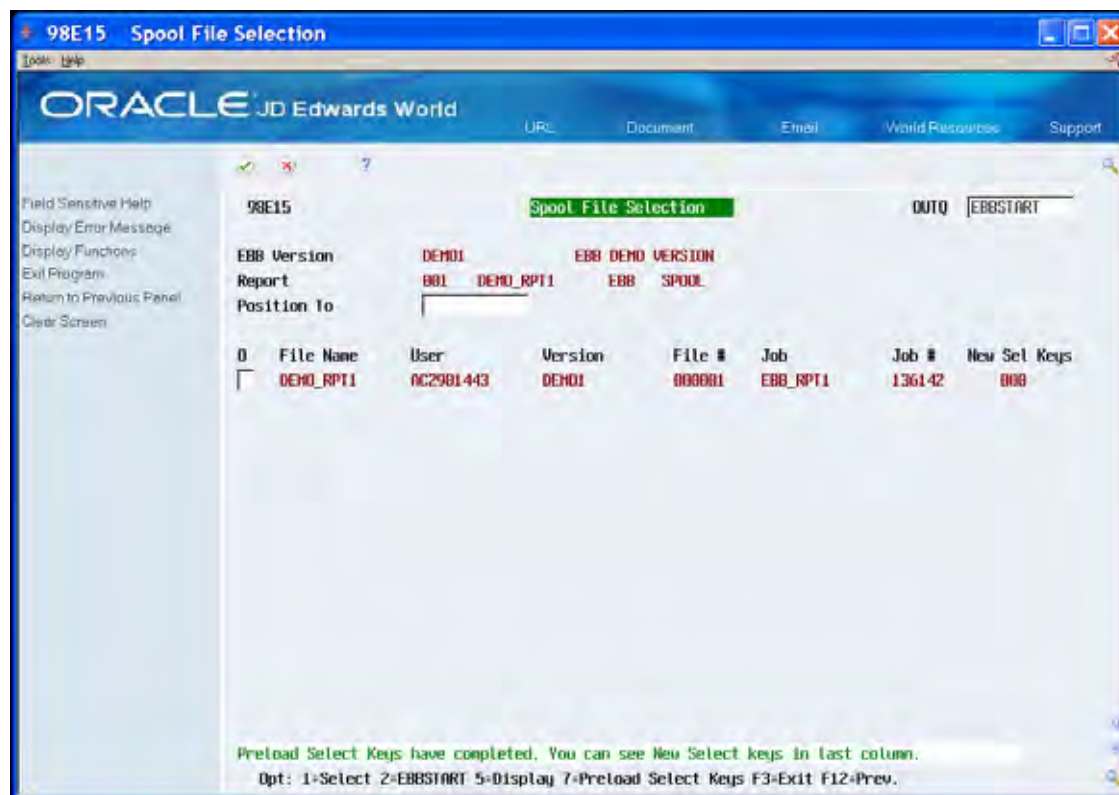 98E15 Spool File Selection
Tools Help
ORACLE JD Edwards World
URL Document Email World Resources Support
?
Field Sensitive Help
Display Error Message
Display Functions
Exit Program
Return to Previous Panel
Clear Screen
98E15 Spool File Selection OUTQ EBBSTART
EBB Version DEMO1 EBB DEMO VERSION
Report 001 DEMO_RPT1 EBB SPOOL
Position To
O File Name User Version File # Job Job # New Sel Keys
DEMO_RPT1 AC2901443 DEMO1 000001 EBB_RPT1 136142 000
Preload Select Keys have completed, You can see New Select keys in last column.
Opt: 1=Select 2=EBBSTART 5=Display 7=Preload Select Keys F3=Exit F12=Prev.